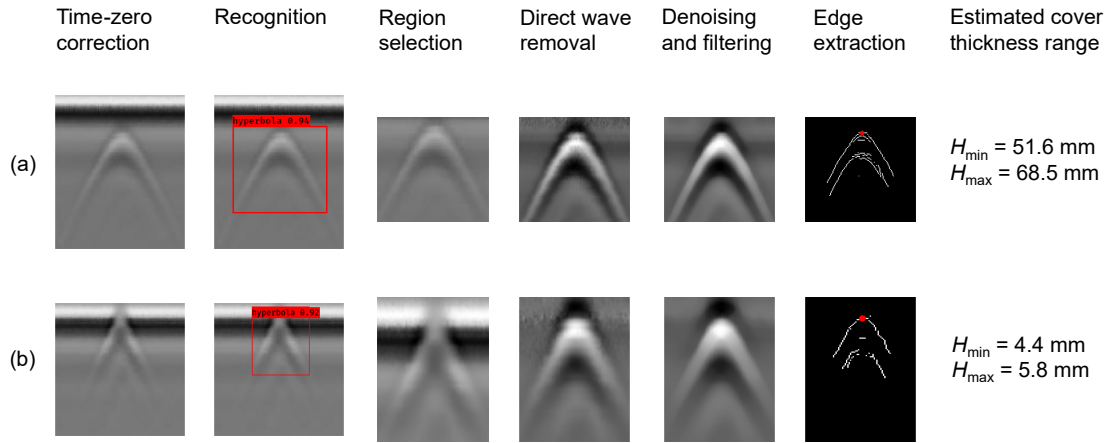 Time-zero
correction
Recognition
Region
selection
Direct wave
removal
Denoising
and filtering
Edge
extraction
Estimated cover
thickness range
(a)
hyperbola 0.94
Hmin = 51.6 mm
Hmax = 68.5 mm
(b)
hyperbola 0.92
Hmin = 4.4 mm
Hmax = 5.8 mm